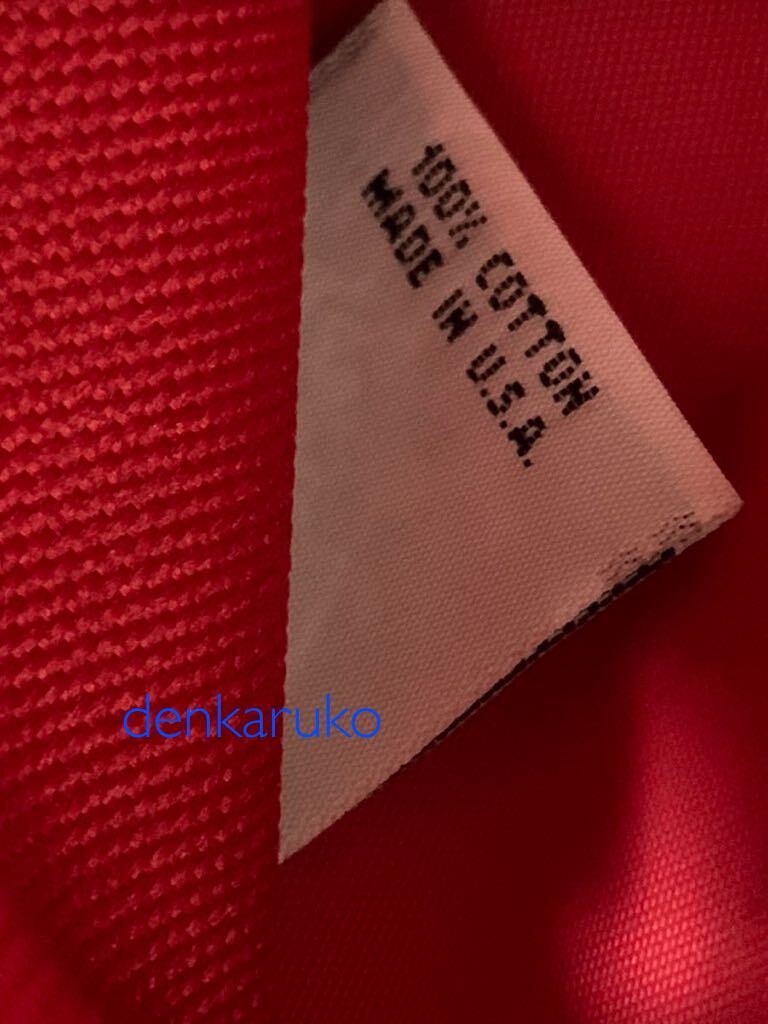 100% COTTON
MADE IN U.S.A.
denkaruko